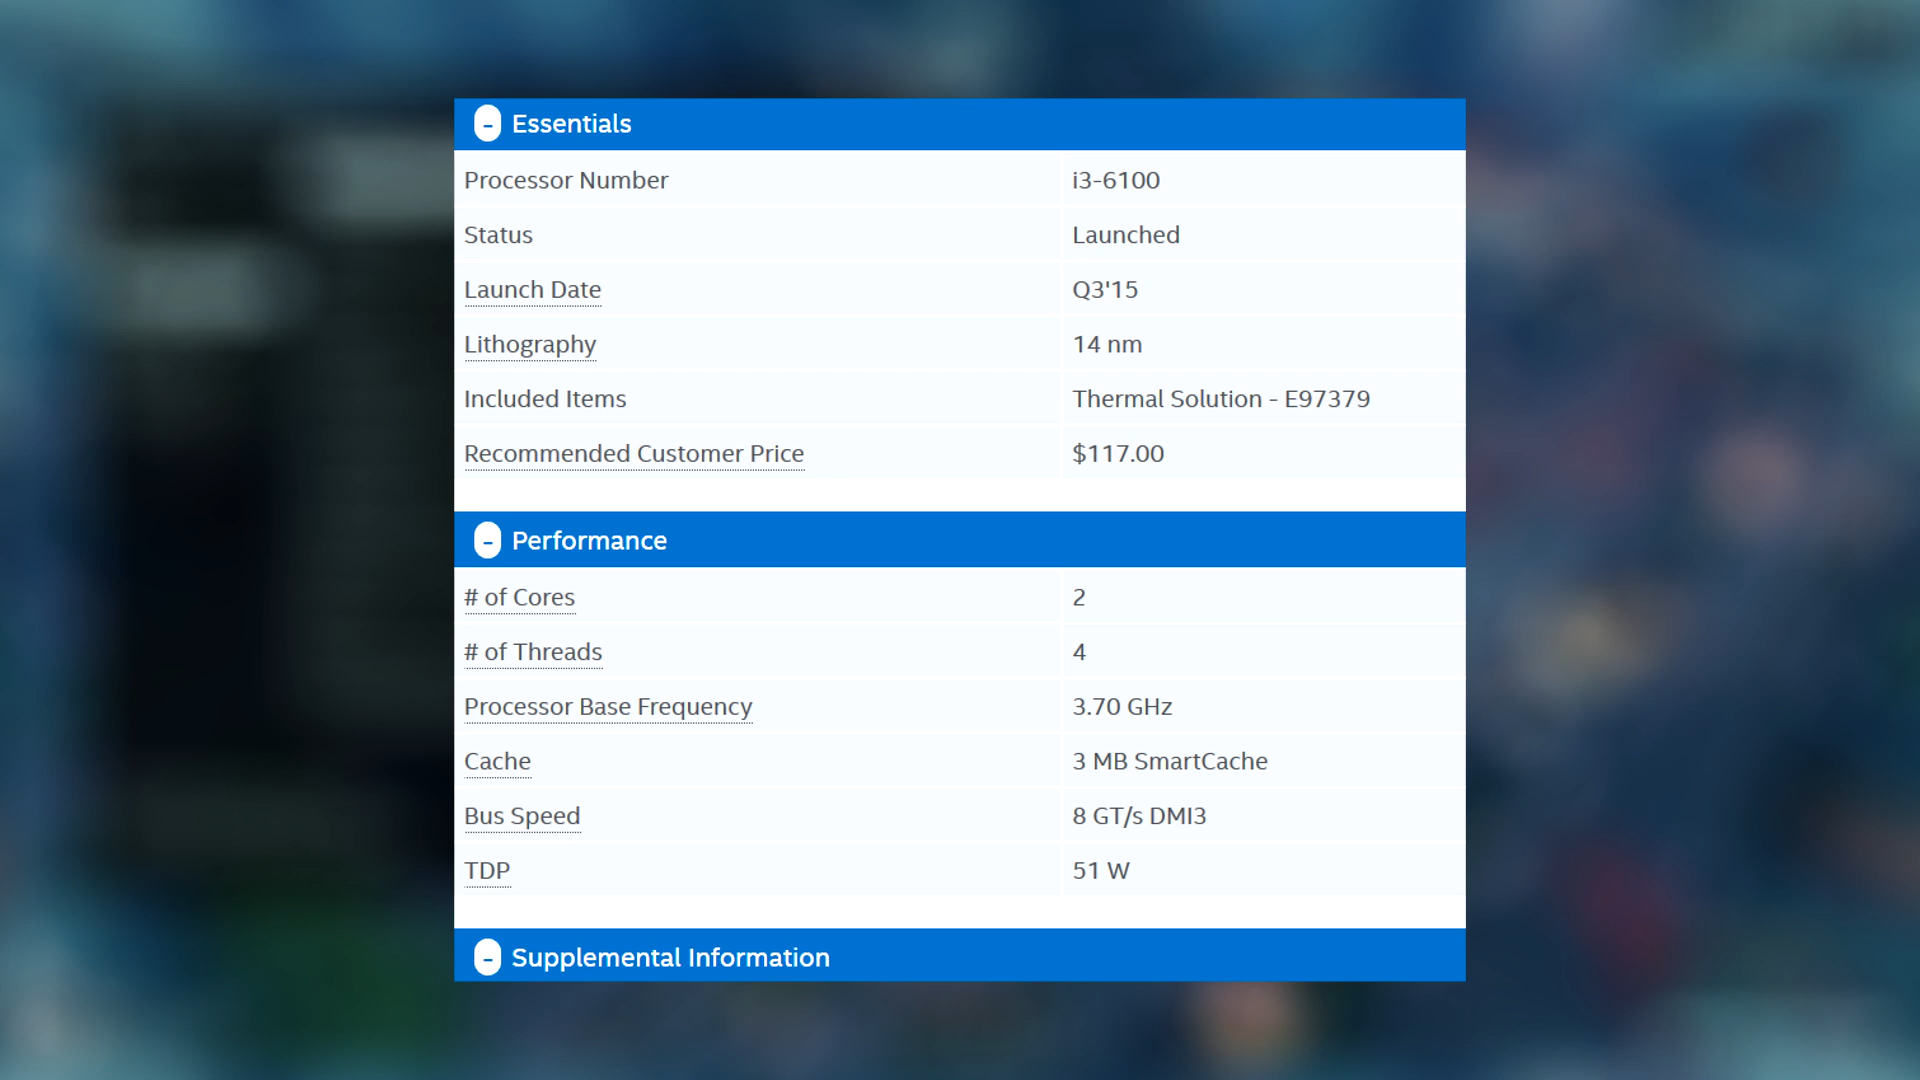 - Essentials
Processor Number i3-6100
Status Launched
Launch Date Q3'15
Lithography 14 nm
Included Items Thermal Solution - E97379
Recommended Customer Price $117.00
- Performance
# of Cores 2
# of Threads 4
Processor Base Frequency 3.70 GHz
Cache 3 MB SmartCache
Bus Speed 8 GT/s DMI3
TDP 51 W
- Supplemental Information